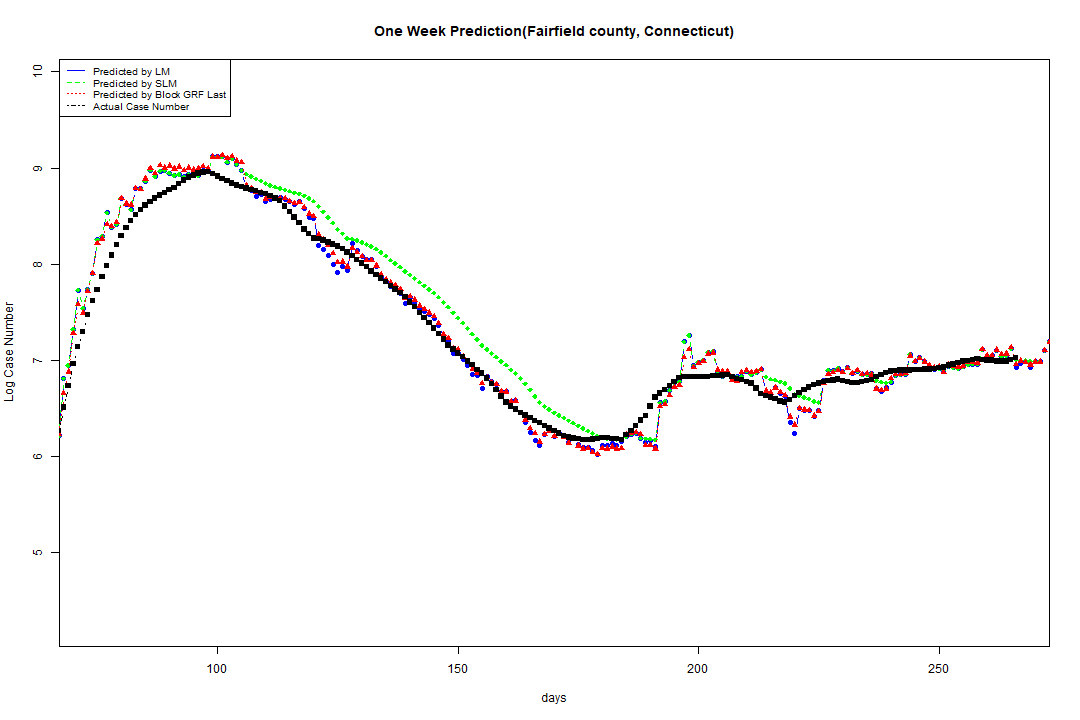 One Week Prediction(Fairfield county, Connecticut)
Predicted by LM
Predicted by SLM
Predicted by Block GRF Last
Actual Case Number
10
9
8
7
6
5
Log Case Number
100 150 200 250
days